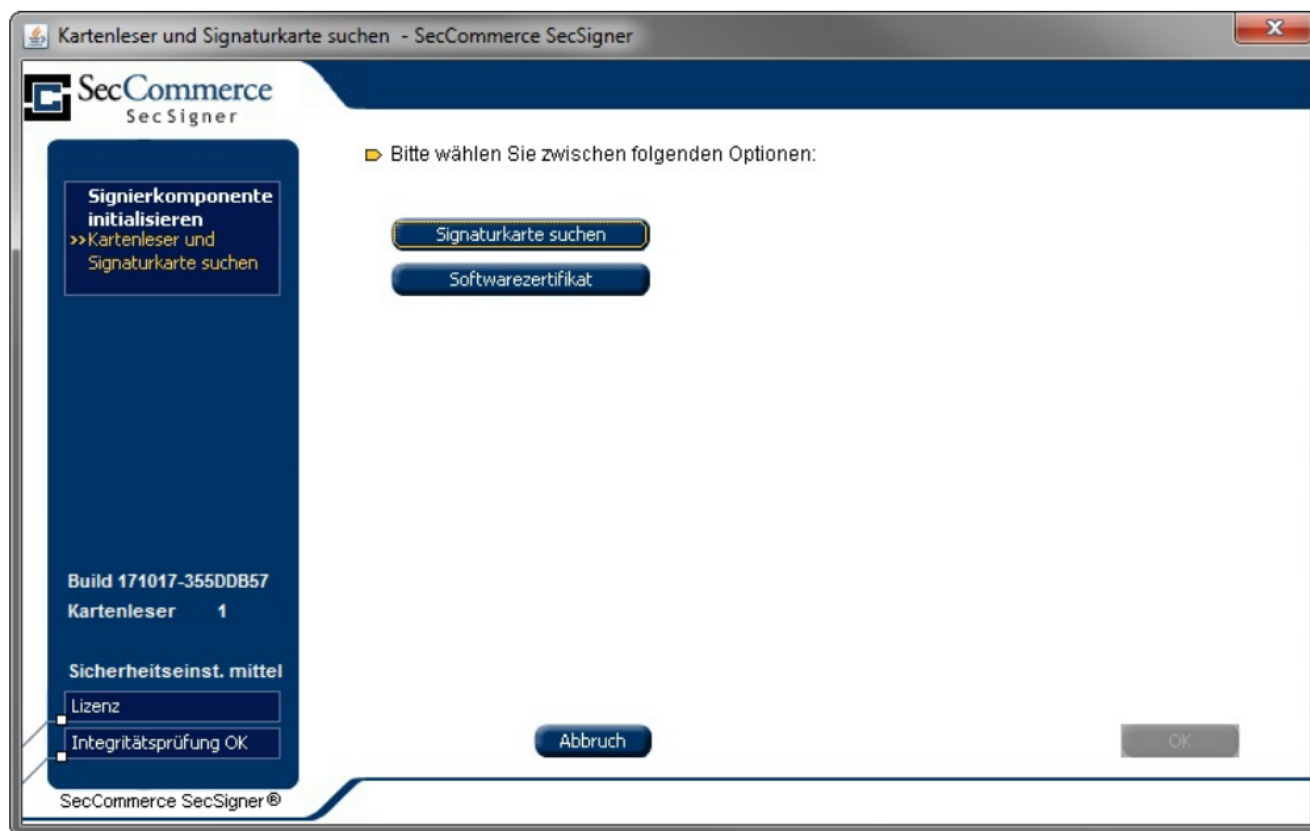 Kartenleser und Signaturkarte suchen - SecCommerce SecSigner
SecCommerce
SecSigner
Signierkomponente
initialisieren
>>Kartenleser und
Signaturkarte suchen
Bitte wählen Sie zwischen folgenden Optionen:
Signaturkarte suchen
Softwarezertifikat
Build 171017-355DDB57
Kartenleser 1
Sicherheitseinst. mittel
Lizenz
Integritätsprüfung OK
Abbruch
OK
SecCommerce SecSigner®